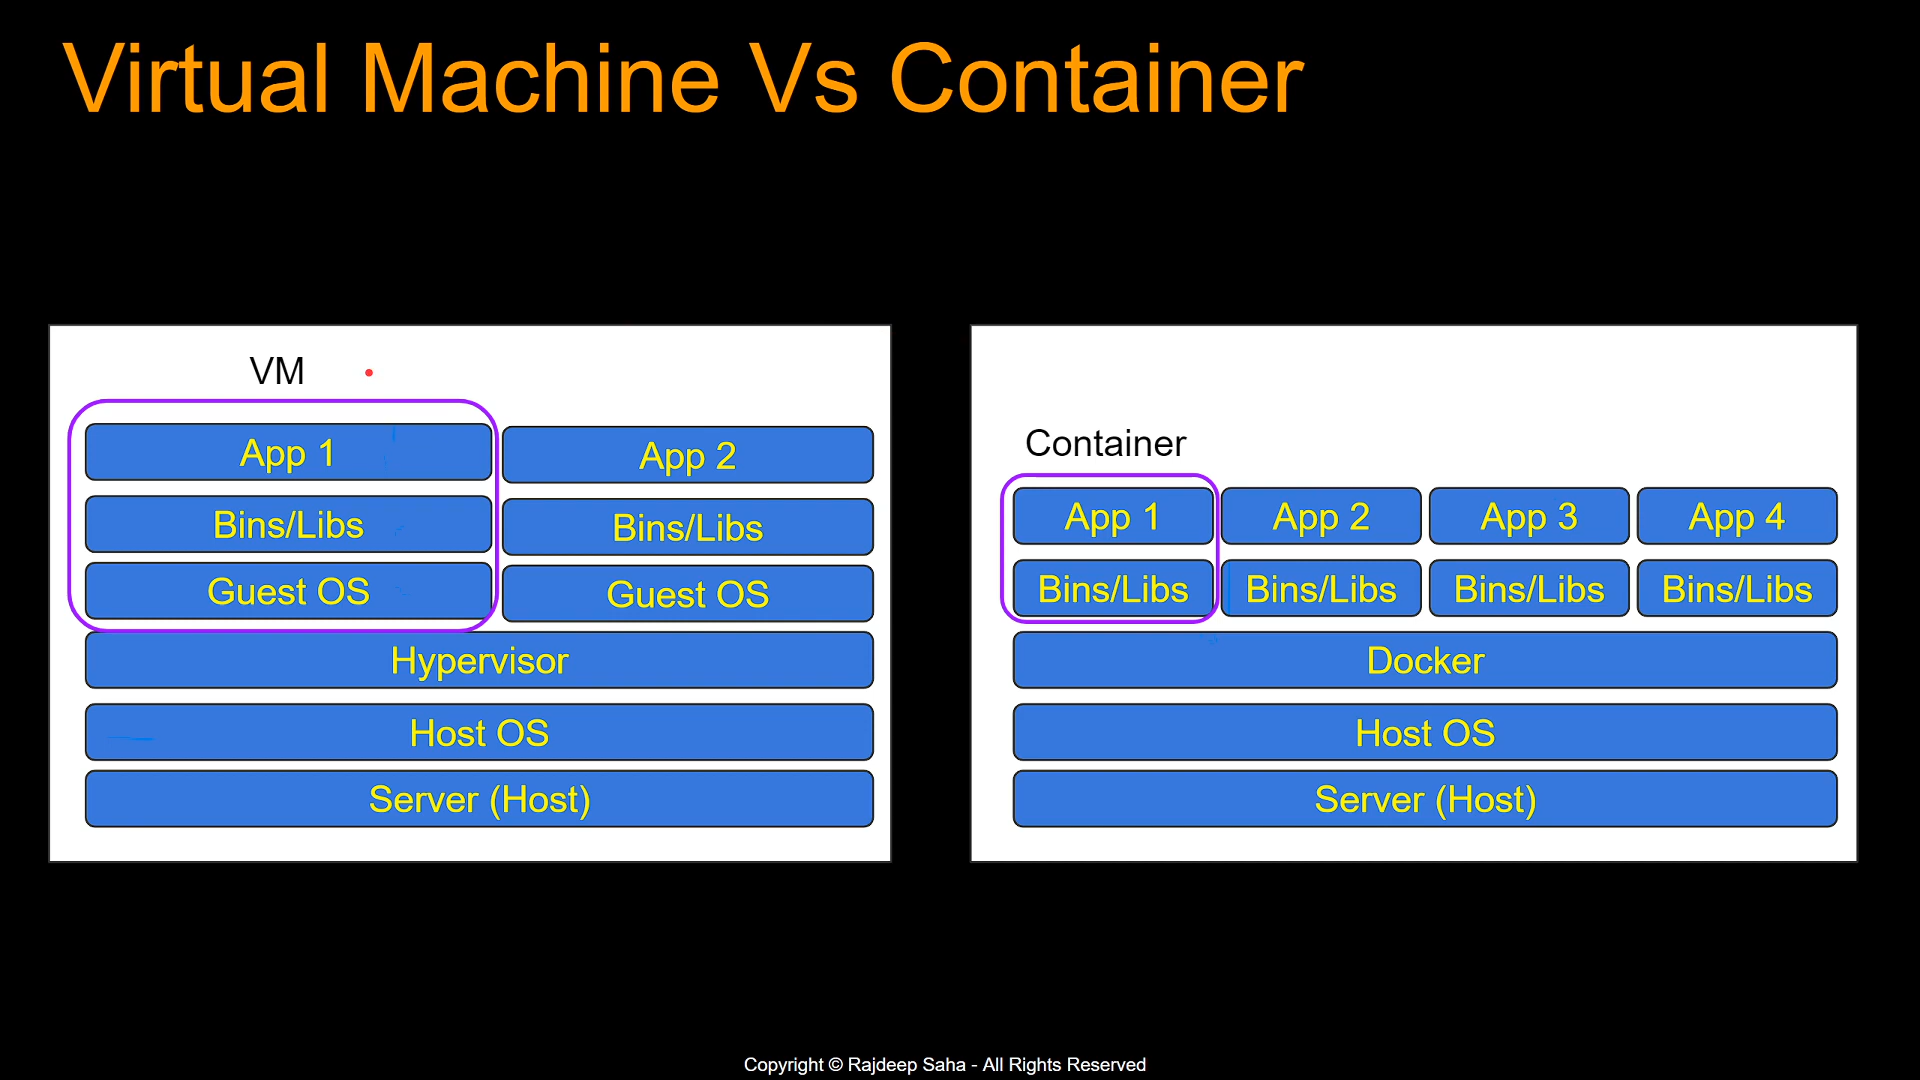 Virtual Machine Vs Container
VM
App 1
App 2
Bins/Libs
Bins/Libs
Guest OS
Guest OS
Hypervisor
Host OS
Server (Host)
Container
App 1
App 2
App 3
App 4
Bins/Libs
Bins/Libs
Bins/Libs
Bins/Libs
Docker
Host OS
Server (Host)
Copyright © Rajdeep Saha - All Rights Reserved